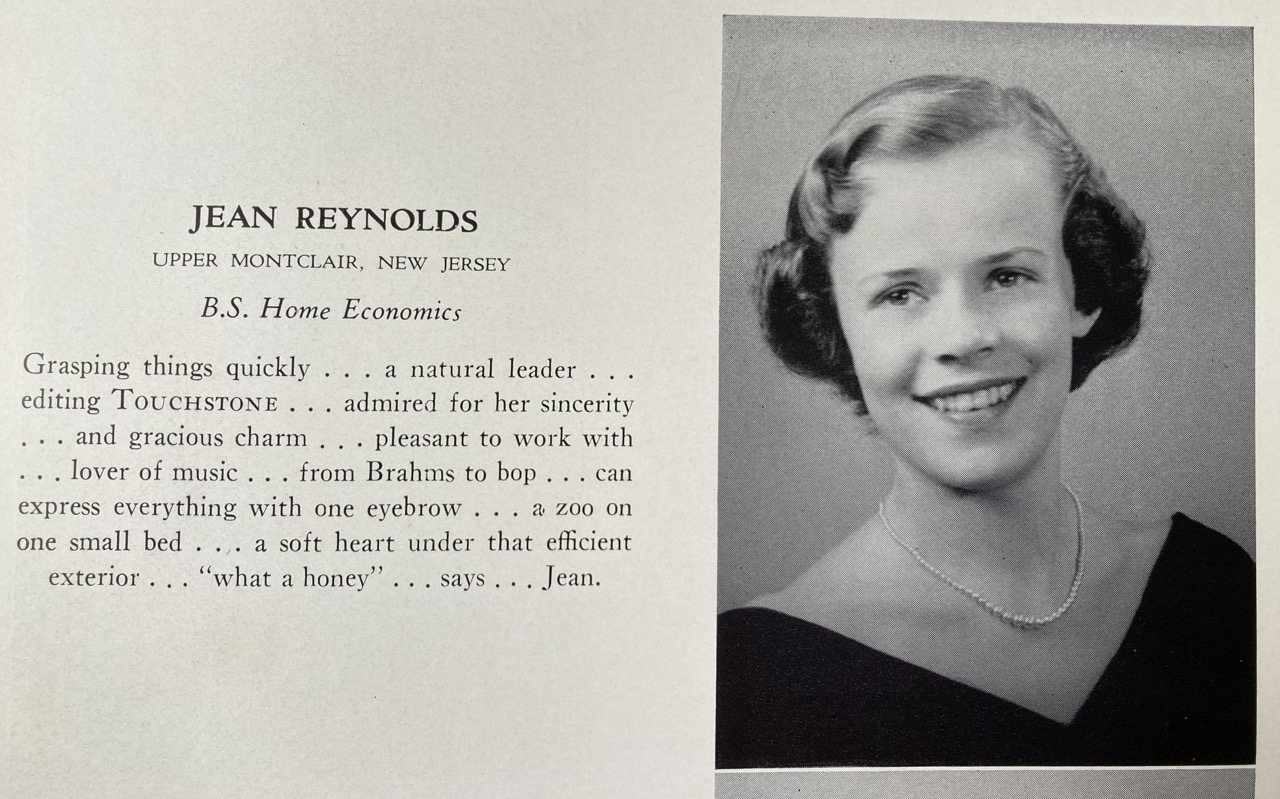 JEAN REYNOLDS
UPPER MONTCLAIR, NEW JERSEY
B.S. Home Economics
Grasping things quickly . . . a natural leader . . .
editing TOUCHSTONE . . . admired for her sincerity
. . . and gracious charm . . . pleasant to work with
. . . lover of music . . . from Brahms to bop . . . can
express everything with one eyebrow . . . a zoo on
one small bed . . . a soft heart under that efficient
exterior . . . “what a honey” . . . says . . . Jean.